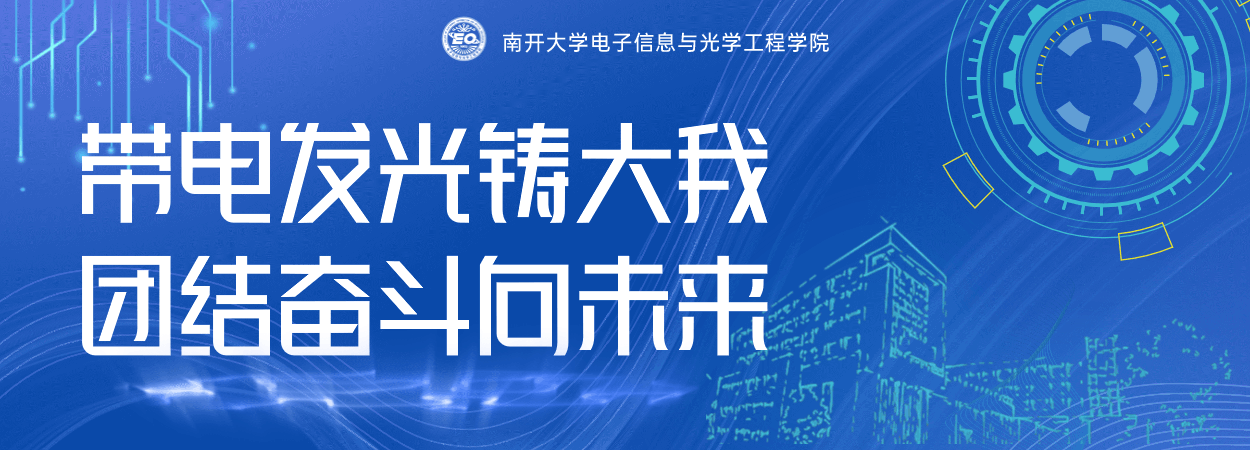 EO
南开大学电子信息与光学工程学院
带电发光铸大我
团结奋斗向未来